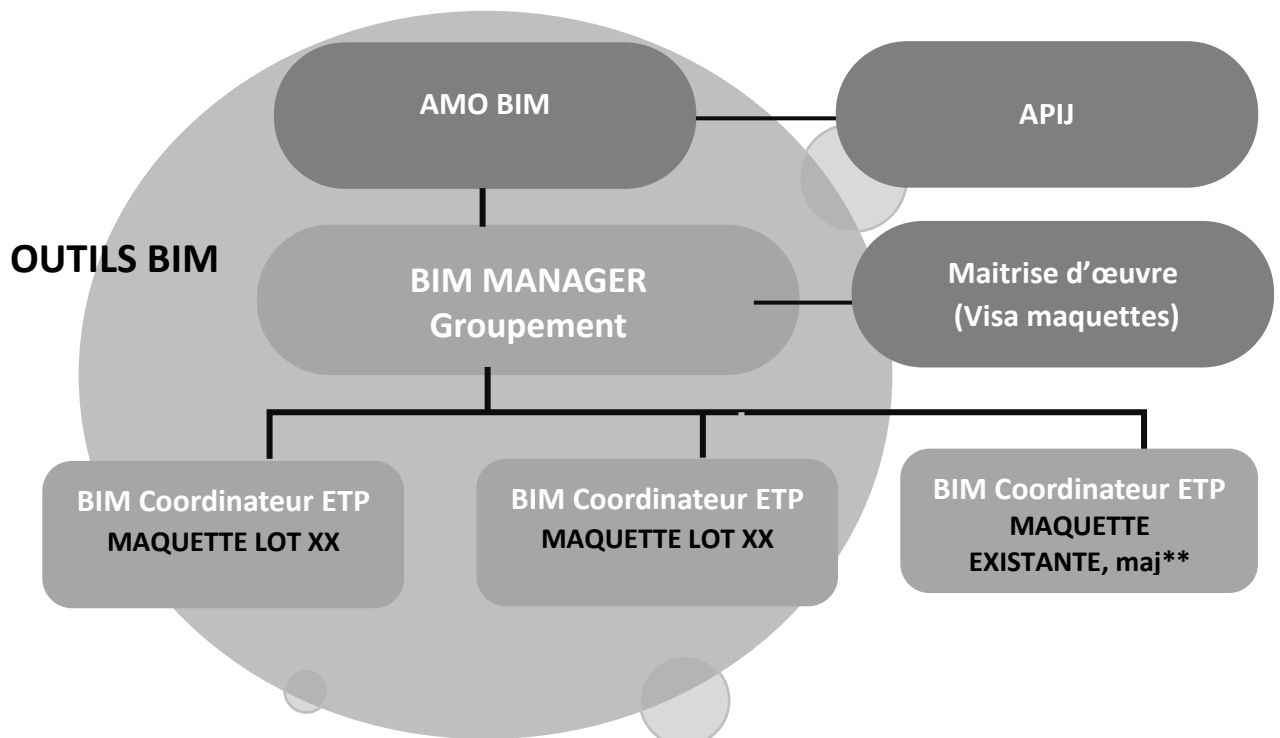 AMO BIM
APIJ
OUTILS BIM
BIM MANAGER
Groupement
Maitrise d'œuvre
(Visa maquettes)
BIM Coordinateur ETP
MAQUETTE LOT XX
BIM Coordinateur ETP
MAQUETTE LOT XX
BIM Coordinateur ETP
MAQUETTE
EXISTANTE, maj**